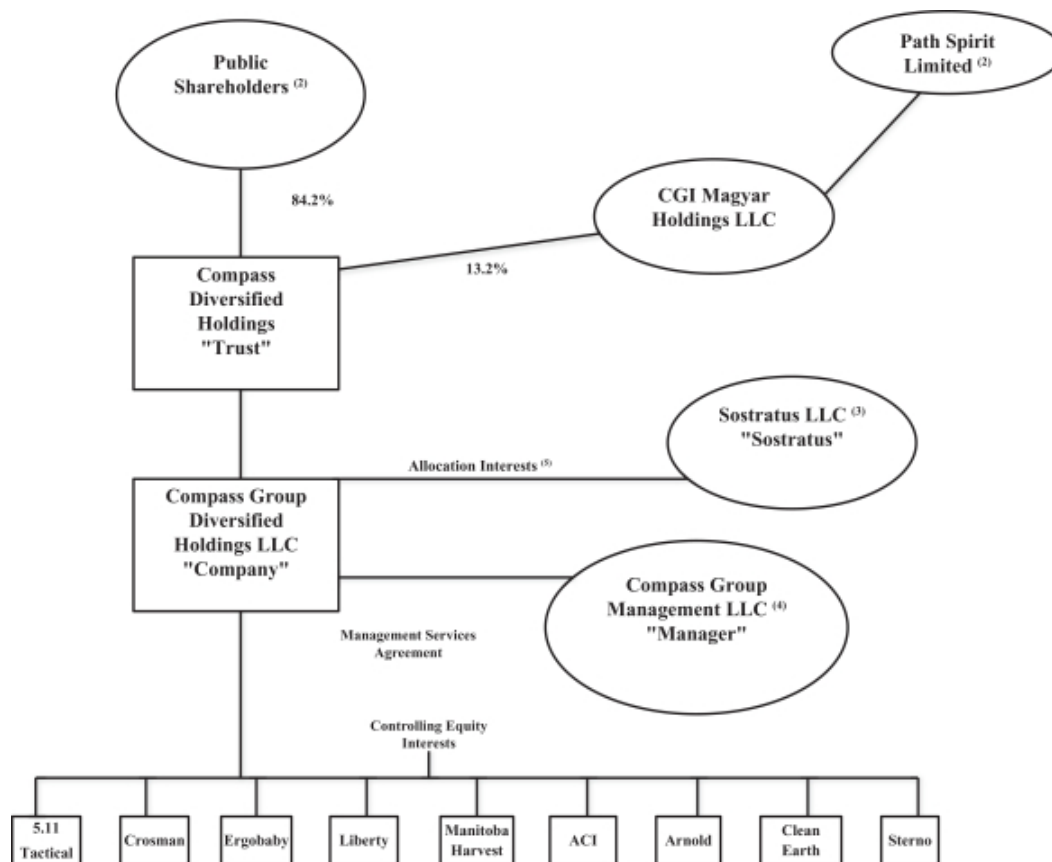 Public
Shareholders (2)
Path Spirit
Limited (2)
84.2%
CGI Magyar
Holdings LLC
13.2%
Compass
Diversified
Holdings
"Trust"
Sostratus LLC (3)
"Sostratus"
Allocation Interests (5)
Compass Group
Diversified
Holdings LLC
"Company"
Compass Group
Management LLC (4)
"Manager"
Management Services
Agreement
Controlling Equity
Interests
5.11
Tactical
Crosman
Ergobaby
Liberty
Manitoba
Harvest
ACI
Arnold
Clean
Earth
Sterno